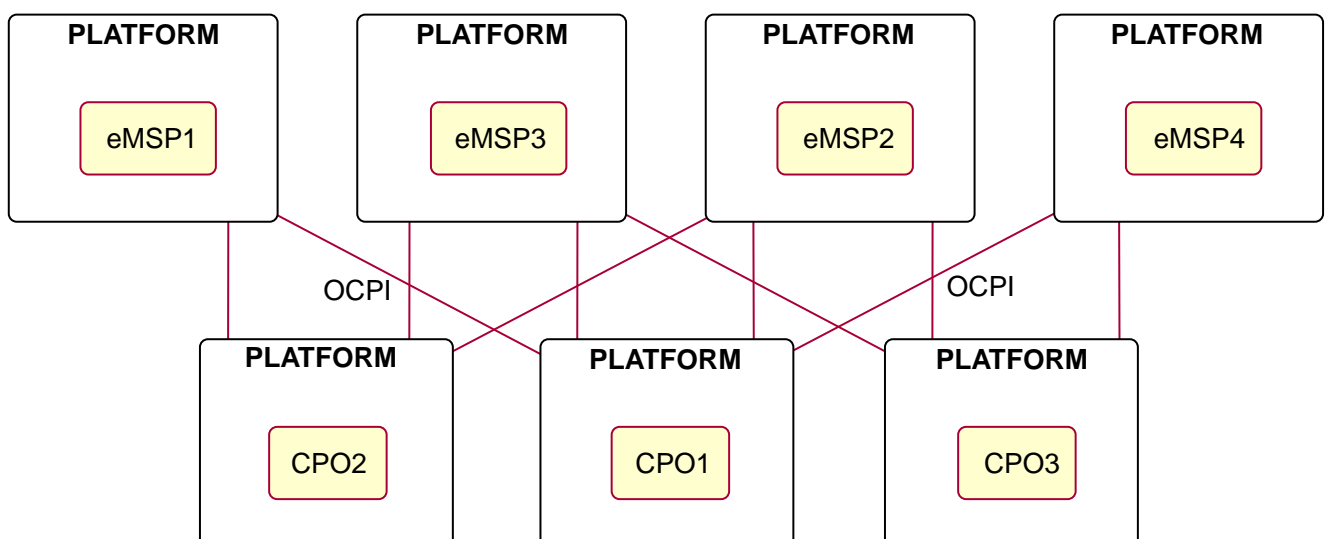 PLATFORM
PLATFORM
PLATFORM
PLATFORM
eMSP1
eMSP3
eMSP2
eMSP4
OCPI
OCPI
PLATFORM
PLATFORM
PLATFORM
CPO2
CPO1
CPO3